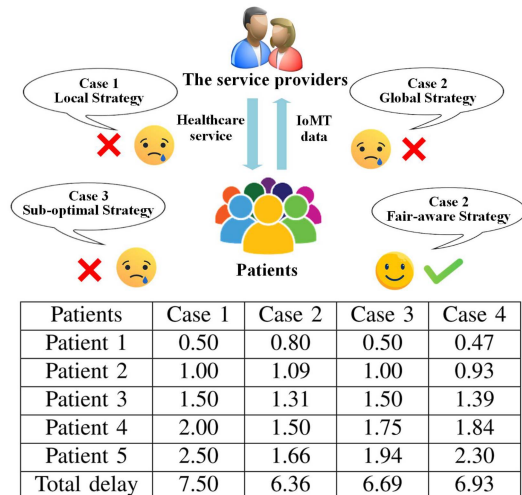 The service providers
Case 1
Local Strategy
Case 2
Global Strategy
Healthcare
service
IoMT
data
Case 3
Sub-optimal Strategy
Case 2
Fair-aware Strategy
Patients
Patients Case 1 Case 2 Case 3 Case 4
Patient 1 0.50 0.80 0.50 0.47
Patient 2 1.00 1.09 1.00 0.93
Patient 3 1.50 1.31 1.50 1.39
Patient 4 2.00 1.50 1.75 1.84
Patient 5 2.50 1.66 1.94 2.30
Total delay 7.50 6.36 6.69 6.93